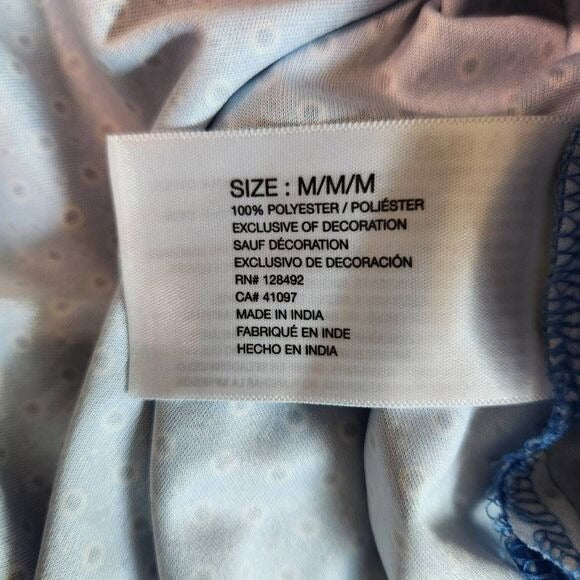 SIZE : M/M/M
100% POLYESTER / POLIÉSTER
EXCLUSIVE OF DECORATION
SAUF DÉCORATION
EXCLUSIVO DE DECORACIÓN
RN# 128492
CA# 41097
MADE IN INDIA
FABRIQUÉ EN INDE
HECHO EN INDIA